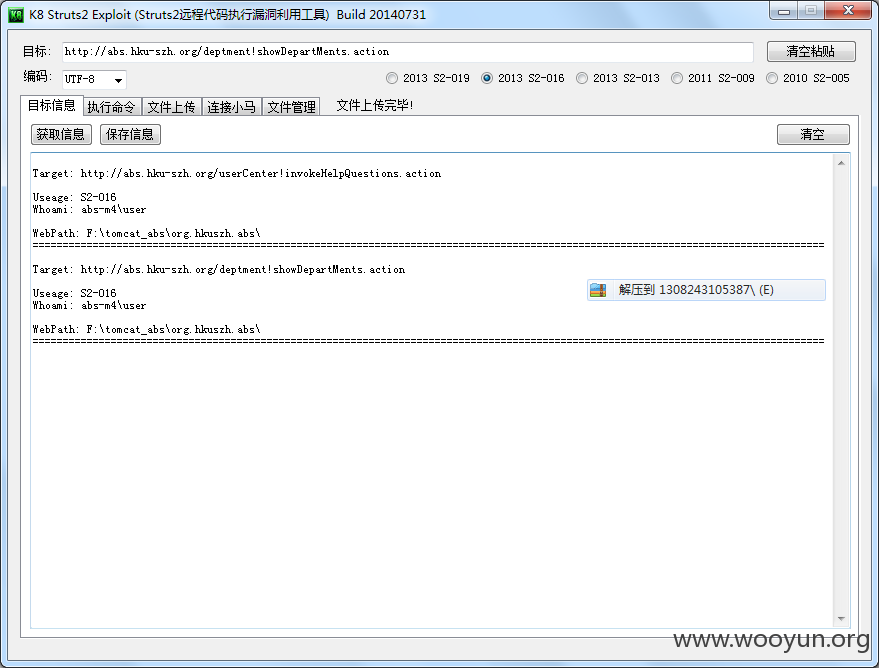 K8 Struts2 Exploit (Struts2远程代码执行漏洞利用工具) Build 20140731
目标: http://abs.hku-szh.org/deptment!showDepartMents.action 清空粘贴
编码: UTF-8 2013 S2-019 2013 S2-016 2013 S2-013 2011 S2-009 2010 S2-005
目标信息 执行命令 文件上传 连接小马 文件管理 文件上传完毕!
获取信息 保存信息 清空
Target: http://abs.hku-szh.org/userCenter!invokeHelpQuestions.action
Useage: S2-016
Whoami: abs-m4\user
WebPath: F:\tomcat_abs\org.hkuszh.abs\
====================================================================================================================================
Target: http://abs.hku-szh.org/deptment!showDepartMents.action
解压到 1308243105387\ (E)
Useage: S2-016
Whoami: abs-m4\user
WebPath: F:\tomcat_abs\org.hkuszh.abs\
====================================================================================================================================
www.wooyun.org